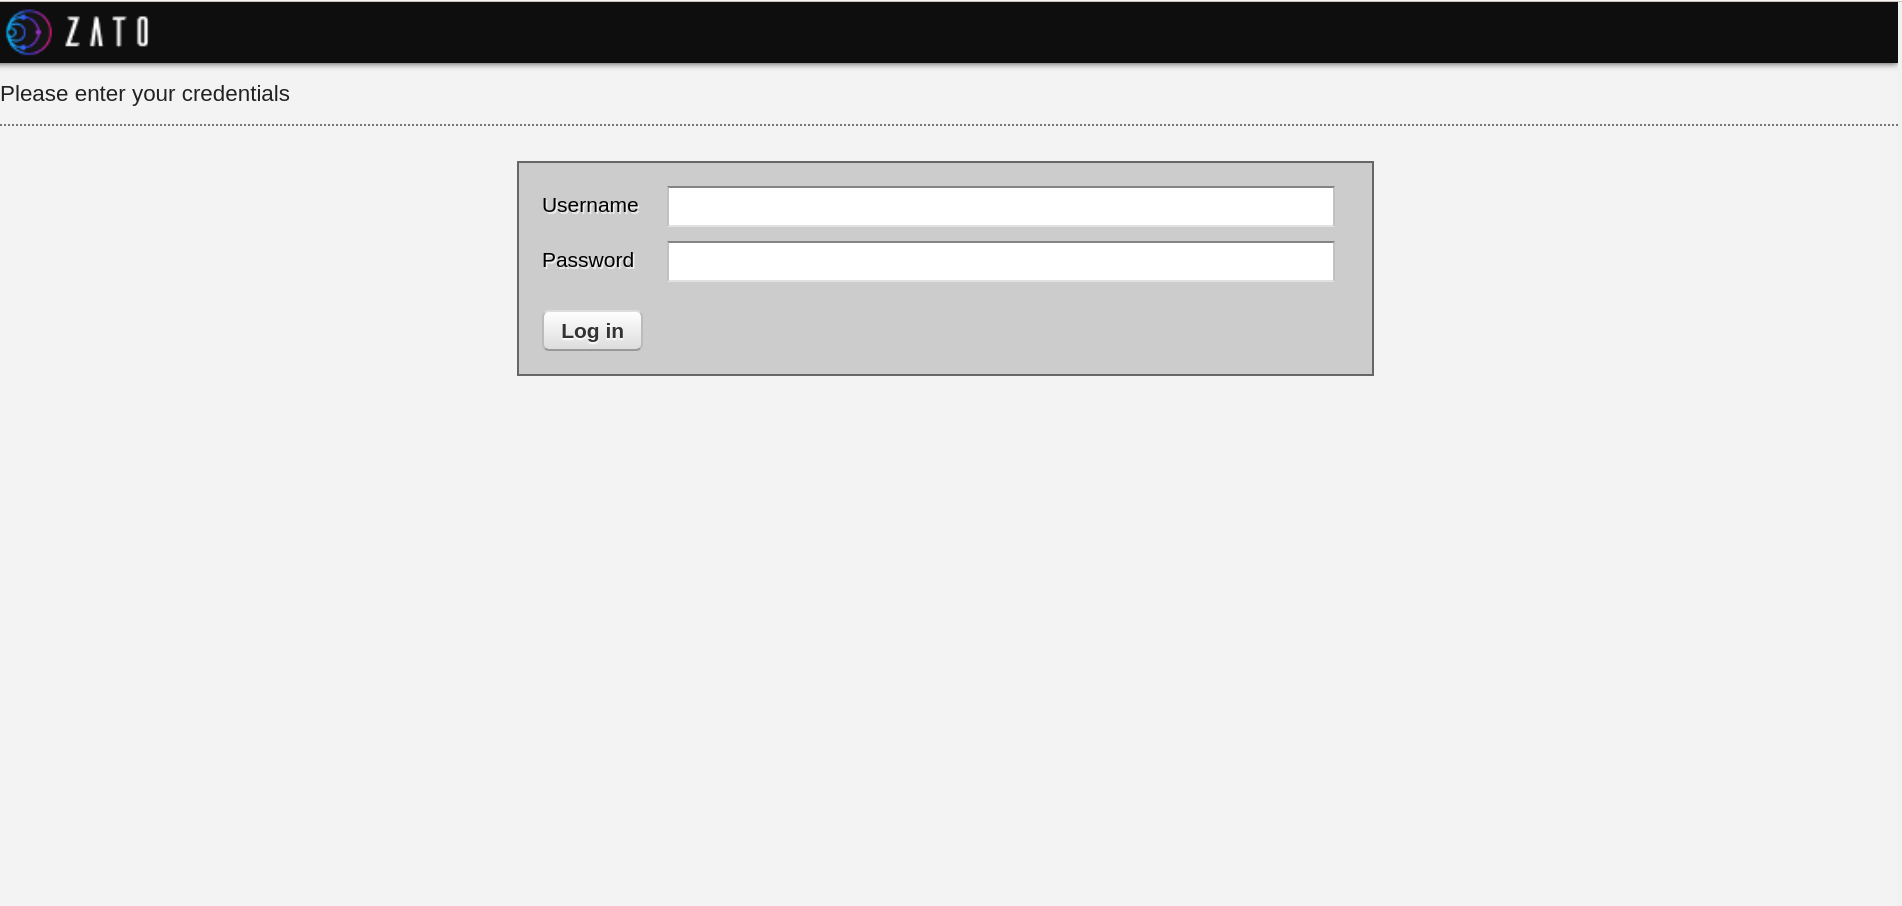 ZATO
Please enter your credentials
Username
Password
Log in